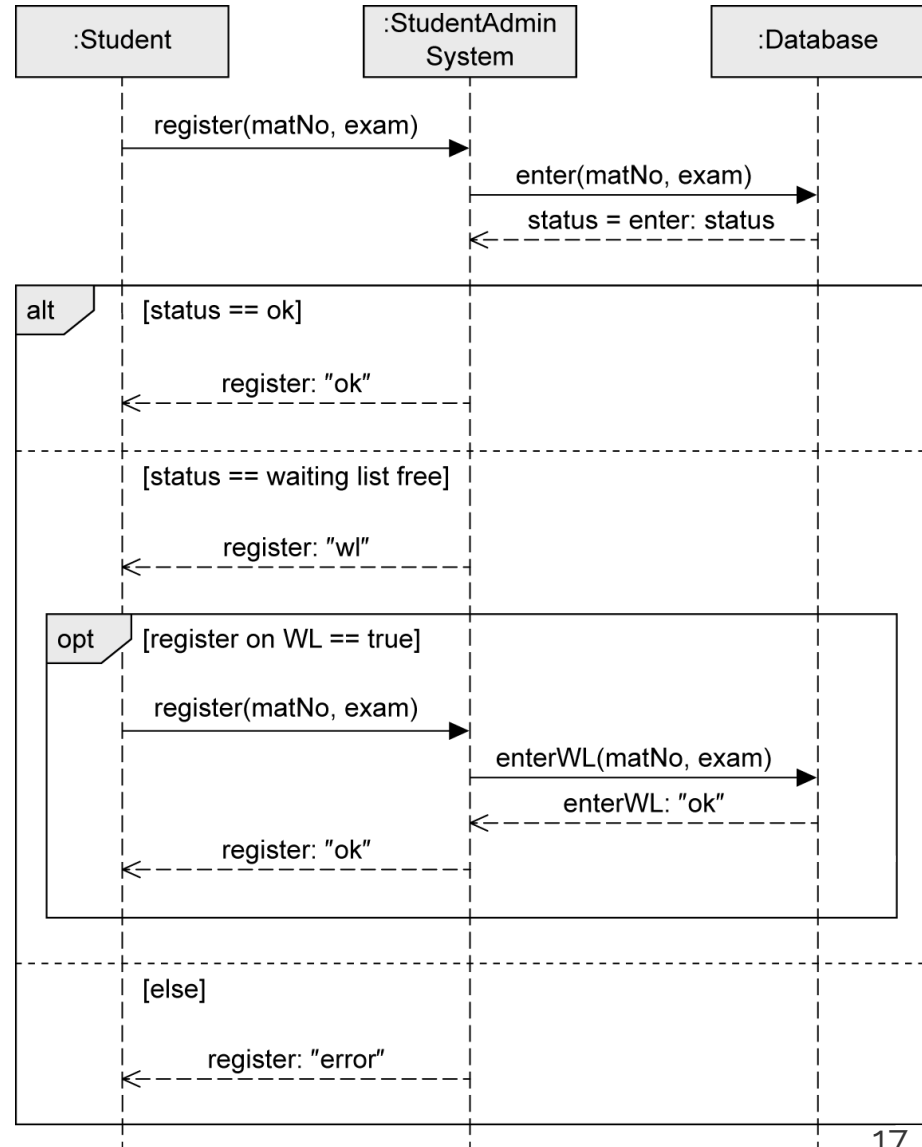 :Student
:StudentAdmin
System
:Database
register(matNo, exam)
enter(matNo, exam)
status = enter: status
alt
[status == ok]
register: "ok"
[status == waiting list free]
register: "wl"
opt
[register on WL == true]
register(matNo, exam)
enterWL(matNo, exam)
enterWL: "ok"
register: "ok"
[else]
register: "error"
17